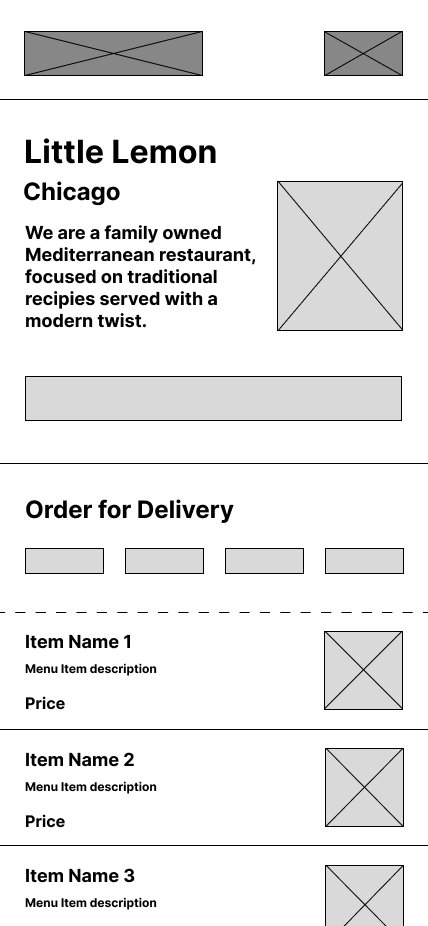 Little Lemon
Chicago
We are a family owned
Mediterranean restaurant,
focused on traditional
recipies served with a
modern twist.
Order for Delivery
Item Name 1
Menu Item description
Price
Item Name 2
Menu Item description
Price
Item Name 3
Menu Item description